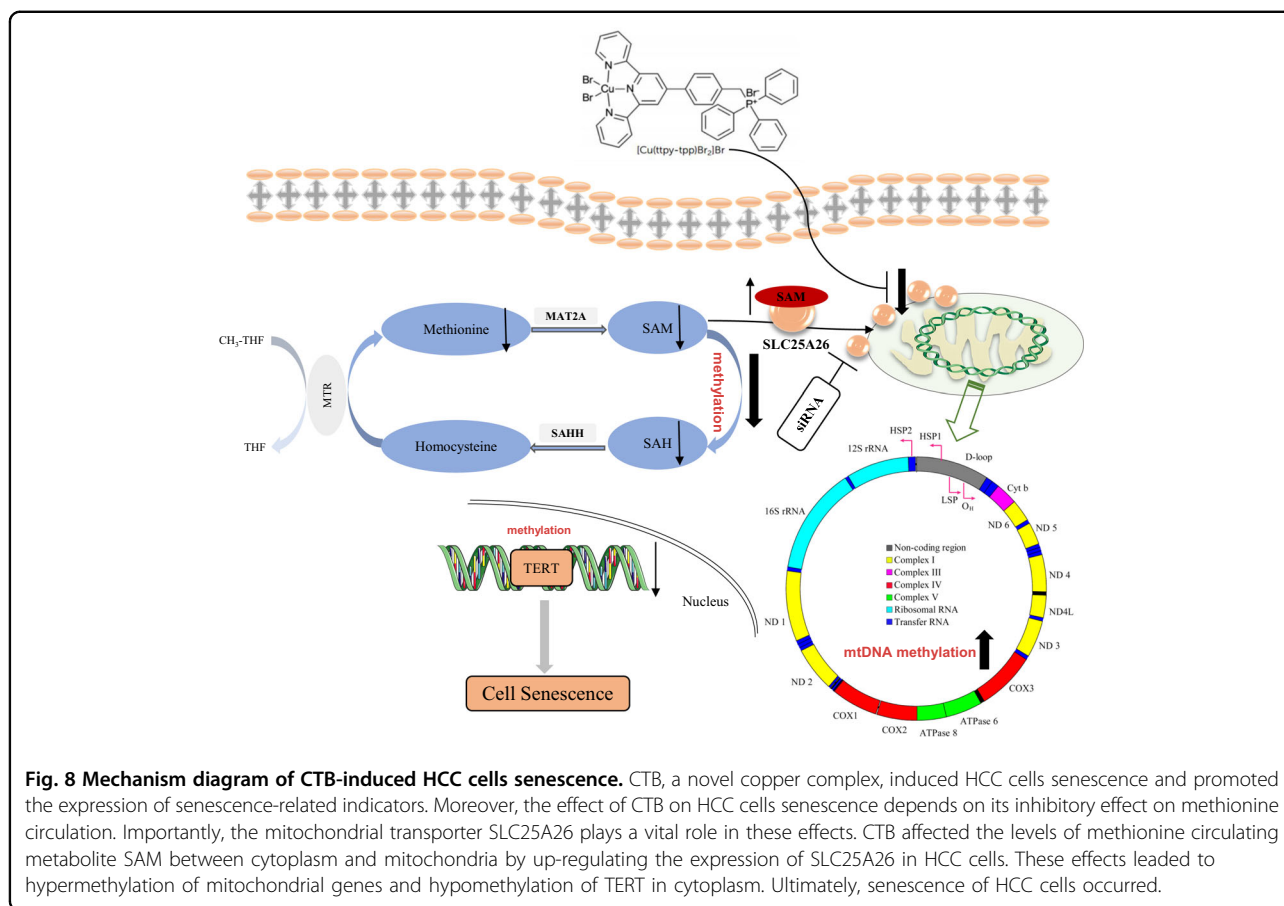 Br
Br
Cu
N
N
N
Br⁻
P⁺
[Cu(ttpy-tpp)Br₂]Br
SAM
SLC25A26
Methionine
MAT2A
SAM
CH₃-THF
MTR
THF
methylation
siRNA
Homocysteine
SAHH
SAH
HSP2
HSP1
12S rRNA
D-loop
Cyt b
LSP
O_H
16S rRNA
ND 6
ND 5
ND 4
ND4L
ND 3
COX3
ATPase 6
ATPase 8
COX2
COX1
ND 2
ND 1
Non-coding region
Complex I
Complex III
Complex IV
Complex V
Ribosomal RNA
Transfer RNA
mtDNA methylation
methylation
TERT
Nucleus
Cell Senescence
Fig. 8 Mechanism diagram of CTB-induced HCC cells senescence. CTB, a novel copper complex, induced HCC cells senescence and promoted
the expression of senescence-related indicators. Moreover, the effect of CTB on HCC cells senescence depends on its inhibitory effect on methionine
circulation. Importantly, the mitochondrial transporter SLC25A26 plays a vital role in these effects. CTB affected the levels of methionine circulating
metabolite SAM between cytoplasm and mitochondria by up-regulating the expression of SLC25A26 in HCC cells. These effects led to
hypermethylation of mitochondrial genes and hypomethylation of TERT in cytoplasm. Ultimately, senescence of HCC cells occurred.